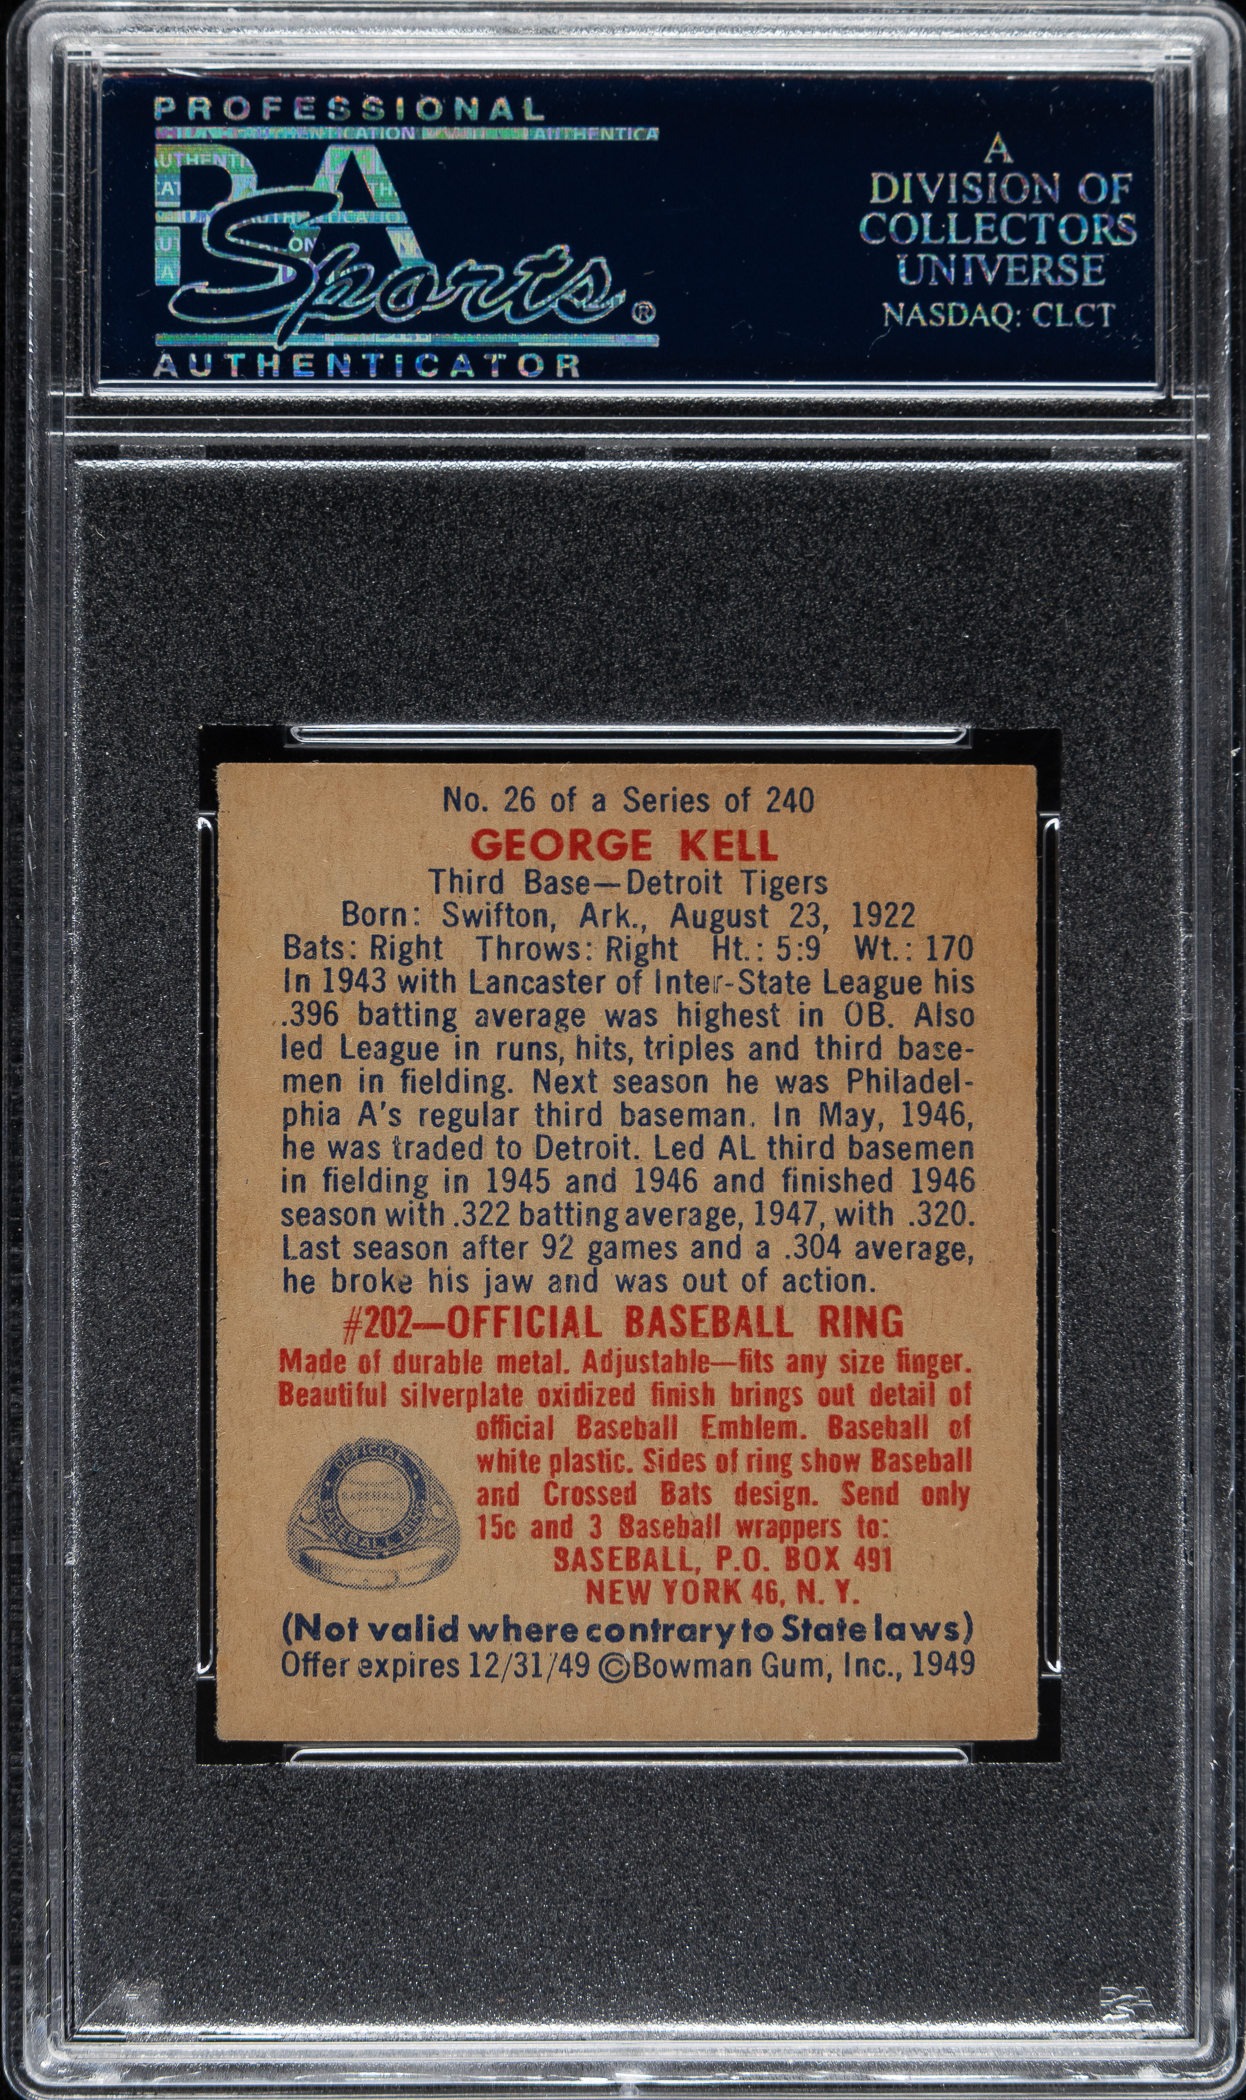 PROFESSIONAL
PSA
Sports®
AUTHENTICATOR
A
DIVISION OF
COLLECTORS
UNIVERSE
NASDAQ: CLCT
No. 26 of a Series of 240
GEORGE KELL
Third Base—Detroit Tigers
Born: Swifton, Ark., August 23, 1922
Bats: Right Throws: Right Ht.: 5:9 Wt.: 170
In 1943 with Lancaster of Inter-State League his
.396 batting average was highest in OB. Also
led League in runs, hits, triples and third base-
men in fielding. Next season he was Philadel-
phia A's regular third baseman. In May, 1946,
he was traded to Detroit. Led AL third basemen
in fielding in 1945 and 1946 and finished 1946
season with .322 batting average, 1947, with .320.
Last season after 92 games and a .304 average,
he broke his jaw and was out of action.
#202—OFFICIAL BASEBALL RING
Made of durable metal. Adjustable—fits any size finger.
Beautiful silverplate oxidized finish brings out detail of
official Baseball Emblem. Baseball of
white plastic. Sides of ring show Baseball
and Crossed Bats design. Send only
15c and 3 Baseball wrappers to:
BASEBALL, P.O. BOX 491
NEW YORK 46, N. Y.
OFFICIAL
BASEBALL RING
(Not valid where contrary to State laws)
Offer expires 12/31/49 ©Bowman Gum, Inc., 1949
PSA